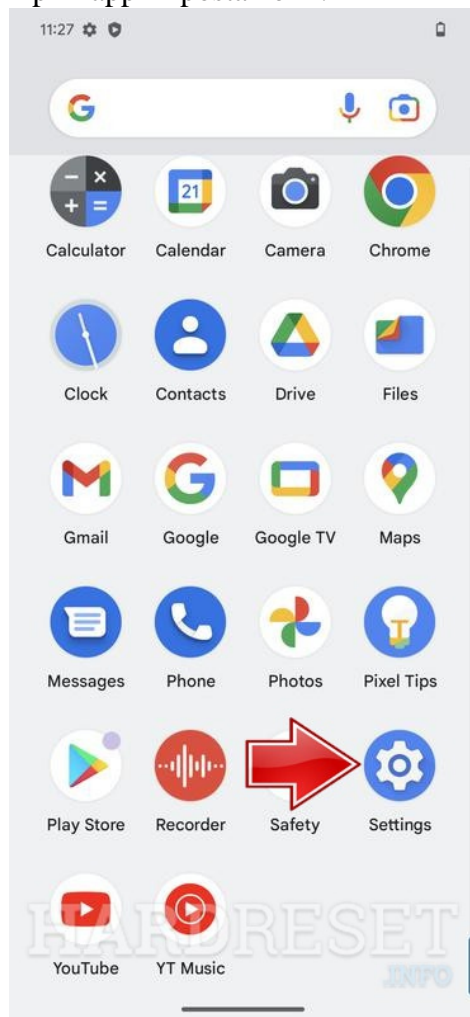 11:27
Calculator Calendar Camera Chrome
21
Clock Contacts Drive Files
Gmail Google Google TV Maps
Messages Phone Photos Pixel Tips
Play Store Recorder Safety Settings
HARDRESET
.INFO
YouTube YT Music